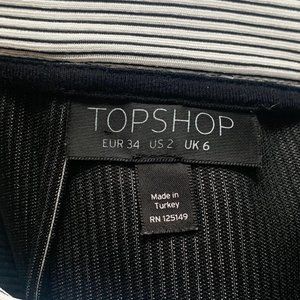 TOPSHOP
EUR 34 US 2 UK 6
Made in
Turkey
RN 125149